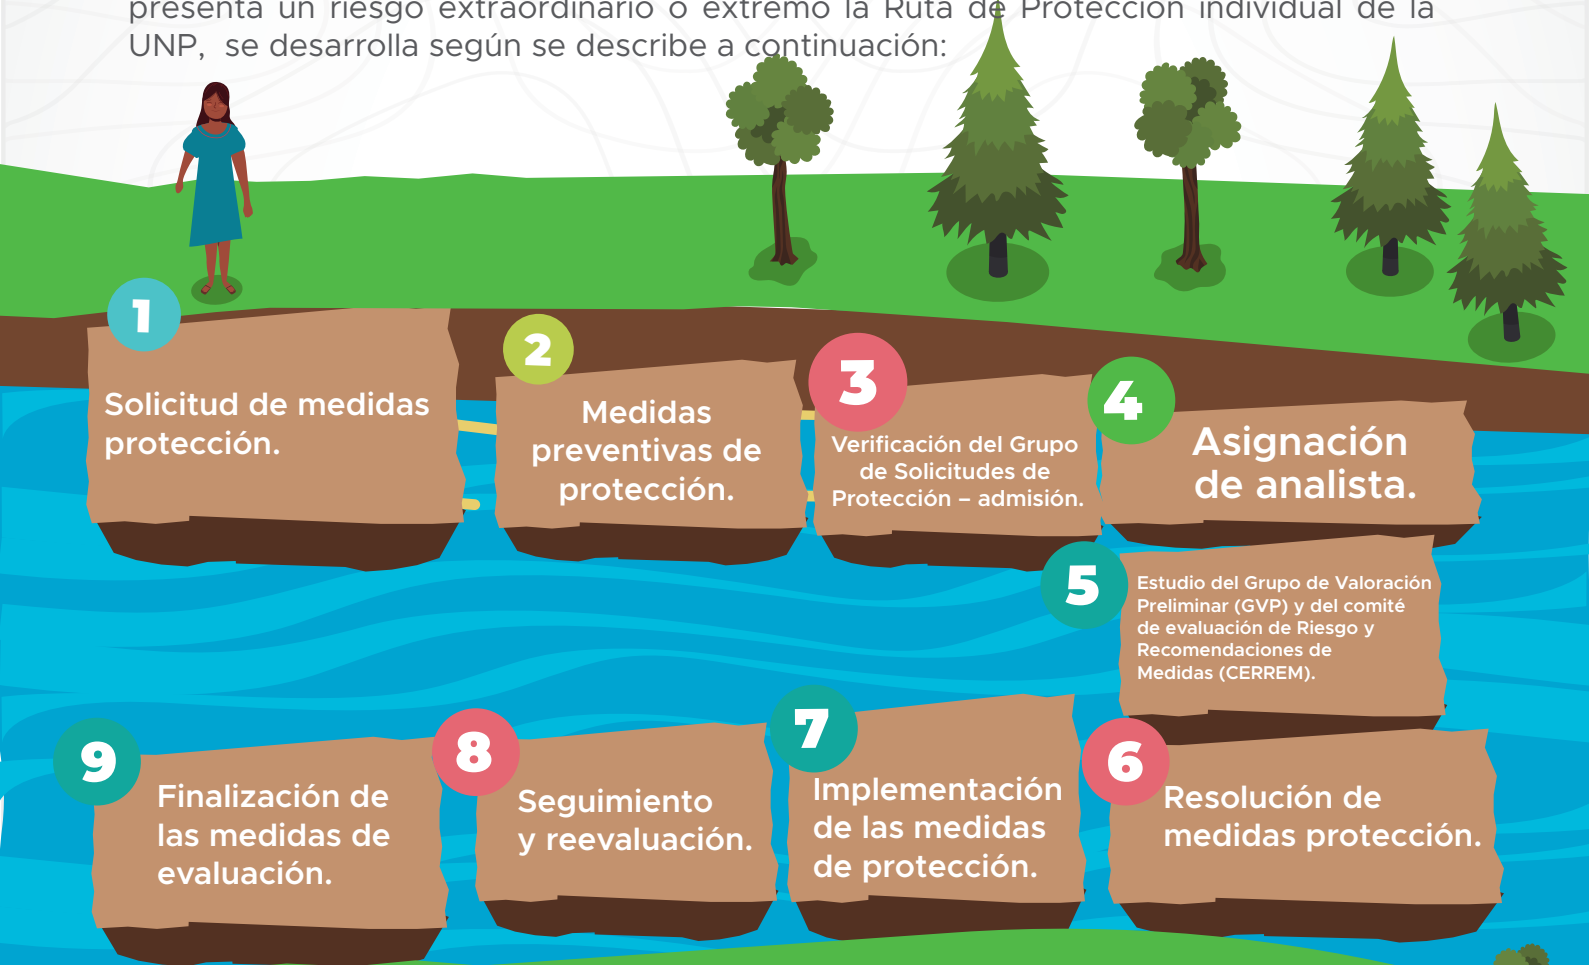 presenta un riesgo extraordinario o extremo la Ruta de Protección individual de la
UNP, se desarrolla según se describe a continuación:
1
Solicitud de medidas
protección.
2
Medidas
preventivas de
protección.
3
Verificación del Grupo
de Solicitudes de
Protección – admisión.
4
Asignación
de analista.
5
Estudio del Grupo de Valoración
Preliminar (GVP) y del comité
de evaluación de Riesgo y
Recomendaciones de
Medidas (CERREM).
6
Resolución de
medidas protección.
7
Implementación
de las medidas
de protección.
8
Seguimiento
y reevaluación.
9
Finalización de
las medidas de
evaluación.